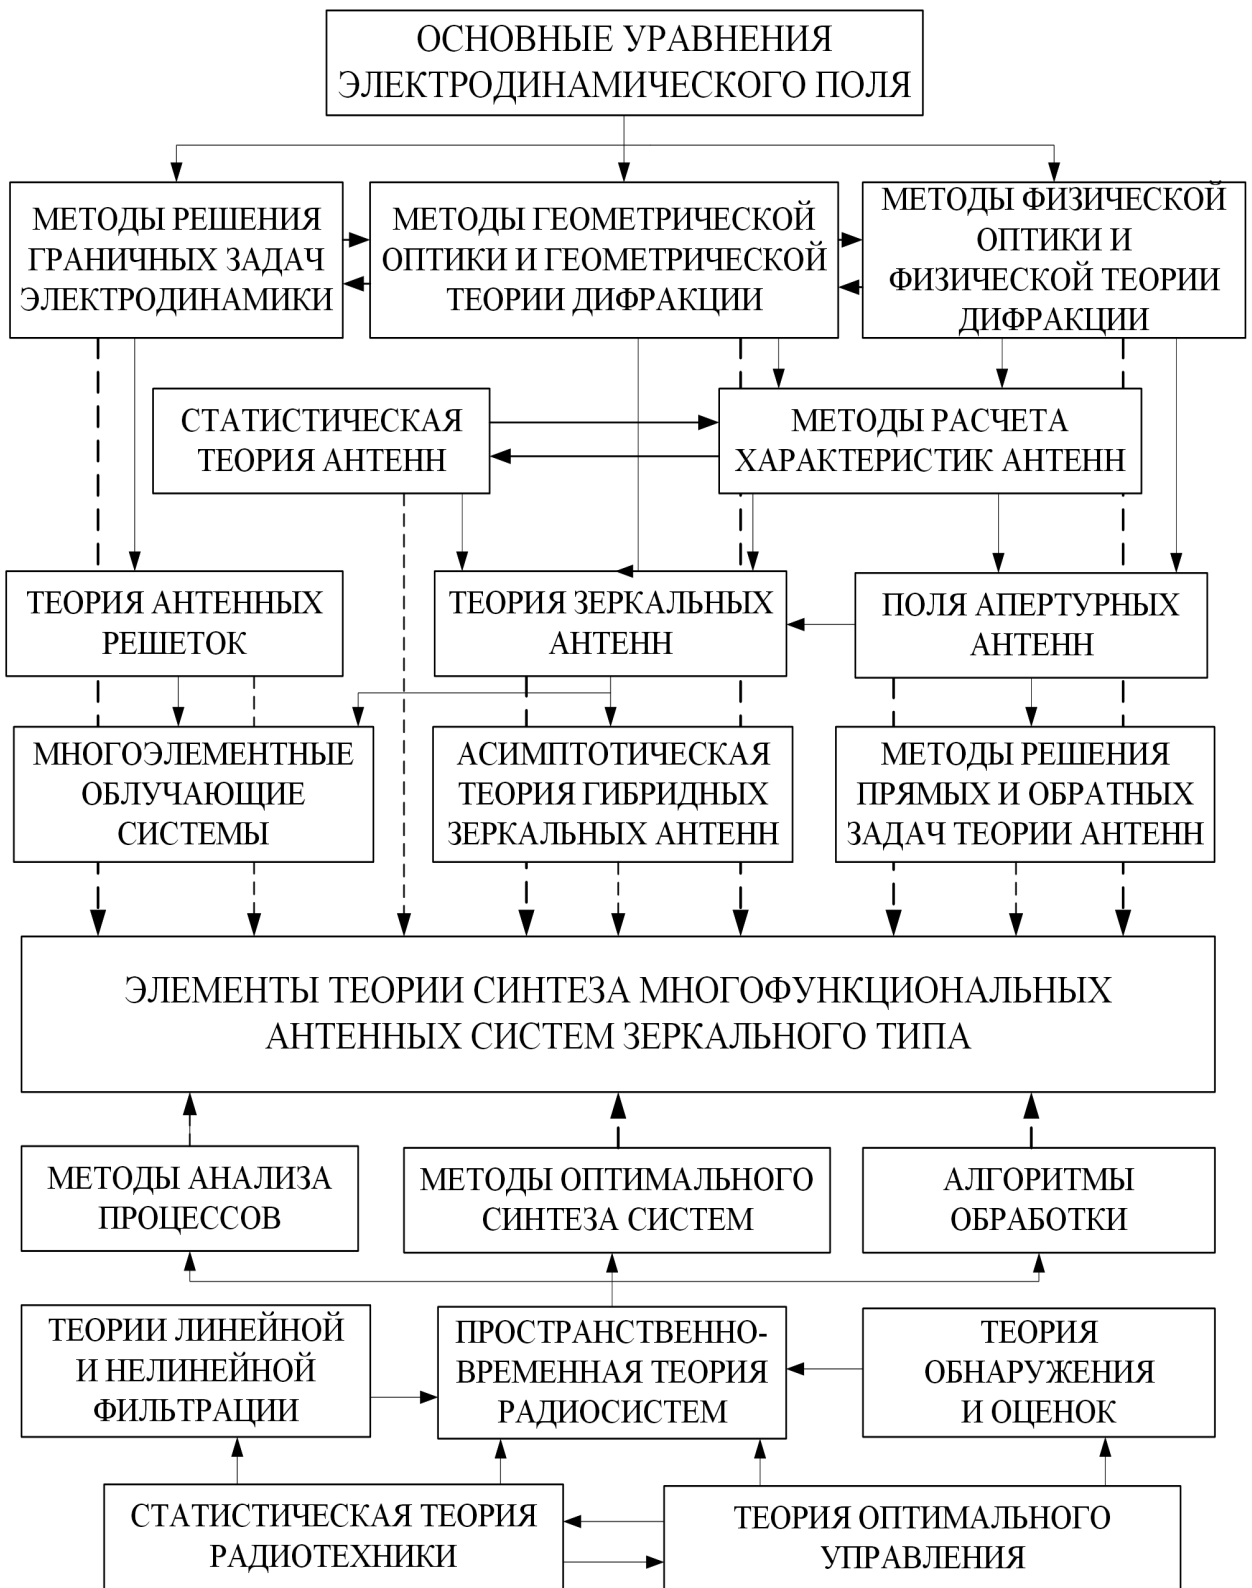 ОСНОВНЫЕ УРАВНЕНИЯ
ЭЛЕКТРОДИНАМИЧЕСКОГО ПОЛЯ
МЕТОДЫ РЕШЕНИЯ
ГРАНИЧНЫХ ЗАДАЧ
ЭЛЕКТРОДИНАМИКИ
МЕТОДЫ ГЕОМЕТРИЧЕСКОЙ
ОПТИКИ И ГЕОМЕТРИЧЕСКОЙ
ТЕОРИИ ДИФРАКЦИИ
МЕТОДЫ ФИЗИЧЕСКОЙ
ОПТИКИ И
ФИЗИЧЕСКОЙ ТЕОРИИ
ДИФРАКЦИИ
СТАТИСТИЧЕСКАЯ
ТЕОРИЯ АНТЕНН
МЕТОДЫ РАСЧЕТА
ХАРАКТЕРИСТИК АНТЕНН
ТЕОРИЯ АНТЕННЫХ
РЕШЕТОК
ТЕОРИЯ ЗЕРКАЛЬНЫХ
АНТЕНН
ПОЛЯ АПЕРТУРНЫХ
АНТЕНН
МНОГОЭЛЕМЕНТНЫЕ
ОБЛУЧАЮЩИЕ
СИСТЕМЫ
АСИМПТОТИЧЕСКАЯ
ТЕОРИЯ ГИБРИДНЫХ
ЗЕРКАЛЬНЫХ АНТЕНН
МЕТОДЫ РЕШЕНИЯ
ПРЯМЫХ И ОБРАТНЫХ
ЗАДАЧ ТЕОРИИ АНТЕНН
ЭЛЕМЕНТЫ ТЕОРИИ СИНТЕЗА МНОГОФУНКЦИОНАЛЬНЫХ
АНТЕННЫХ СИСТЕМ ЗЕРКАЛЬНОГО ТИПА
МЕТОДЫ АНАЛИЗА
ПРОЦЕССОВ
МЕТОДЫ ОПТИМАЛЬНОГО
СИНТЕЗА СИСТЕМ
АЛГОРИТМЫ
ОБРАБОТКИ
ТЕОРИИ ЛИНЕЙНОЙ
И НЕЛИНЕЙНОЙ
ФИЛЬТРАЦИИ
ПРОСТРАНСТВЕННО-
ВРЕМЕННАЯ ТЕОРИЯ
РАДИОСИСТЕМ
ТЕОРИЯ
ОБНАРУЖЕНИЯ
И ОЦЕНОК
СТАТИСТИЧЕСКАЯ ТЕОРИЯ
РАДИОТЕХНИКИ
ТЕОРИЯ ОПТИМАЛЬНОГО
УПРАВЛЕНИЯ